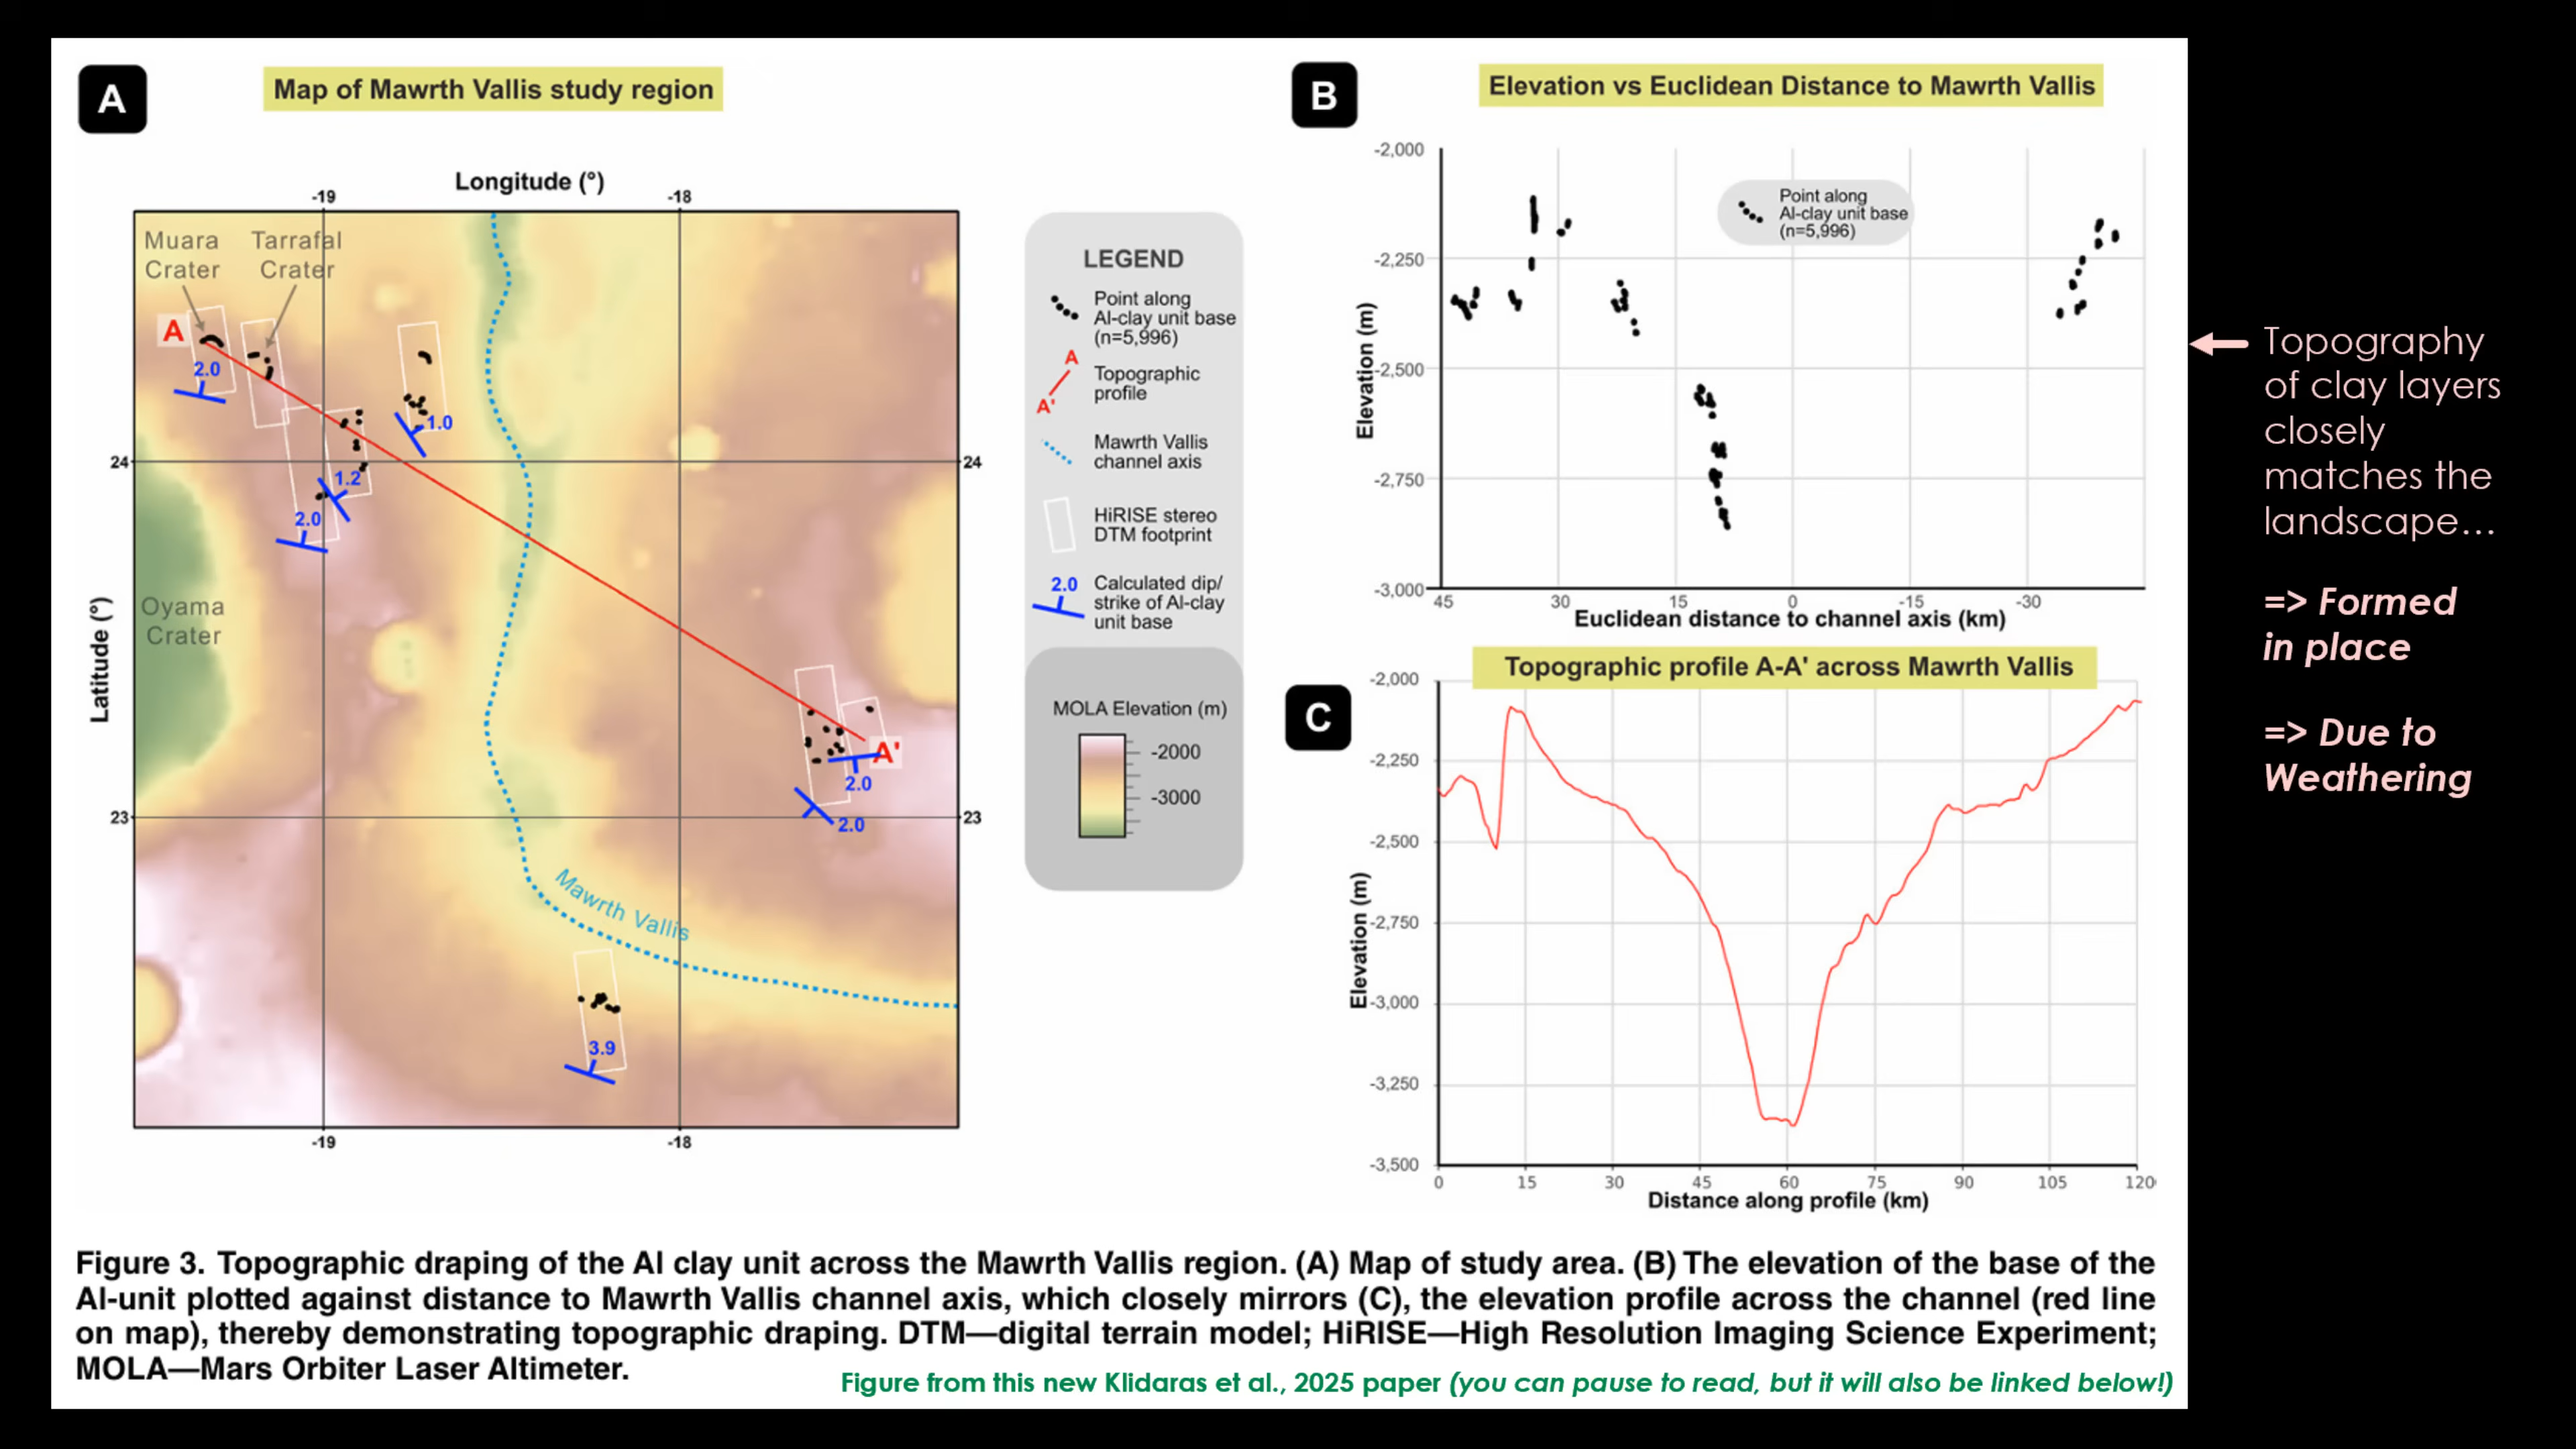 A
Map of Mawrth Vallis study region
Longitude (°)
-19
-18
Muara
Crater
Tarrafal
Crater
A
2.0
1.0
24
24
1.2
2.0
Oyama
Crater
Latitude (°)
A'
2.0
2.0
23
23
Mawrth Vallis
3.9
-19
-18
LEGEND
Point along
Al-clay unit base
(n=5,996)
A
A'
Topographic
profile
Mawrth Vallis
channel axis
HiRISE stereo
DTM footprint
2.0
Calculated dip/
strike of Al-clay
unit base
MOLA Elevation (m)
-2000
-3000
B
Elevation vs Euclidean Distance to Mawrth Vallis
-2,000
-2,250
-2,500
-2,750
-3,000
Elevation (m)
Point along
Al-clay unit base
(n=5,996)
45
30
15
0
-15
-30
Euclidean distance to channel axis (km)
C
Topographic profile A-A' across Mawrth Vallis
-2,000
-2,250
-2,500
-2,750
-3,000
-3,250
-3,500
Elevation (m)
0
15
30
45
60
75
90
105
120
Distance along profile (km)
Topography
of clay layers
closely
matches the
landscape...
=> Formed
in place
=> Due to
Weathering
Figure 3. Topographic draping of the Al clay unit across the Mawrth Vallis region. (A) Map of study area. (B) The elevation of the base of the
Al-unit plotted against distance to Mawrth Vallis channel axis, which closely mirrors (C), the elevation profile across the channel (red line
on map), thereby demonstrating topographic draping. DTM—digital terrain model; HiRISE—High Resolution Imaging Science Experiment;
MOLA—Mars Orbiter Laser Altimeter.
Figure from this new Klidaras et al., 2025 paper (you can pause to read, but it will also be linked below!)